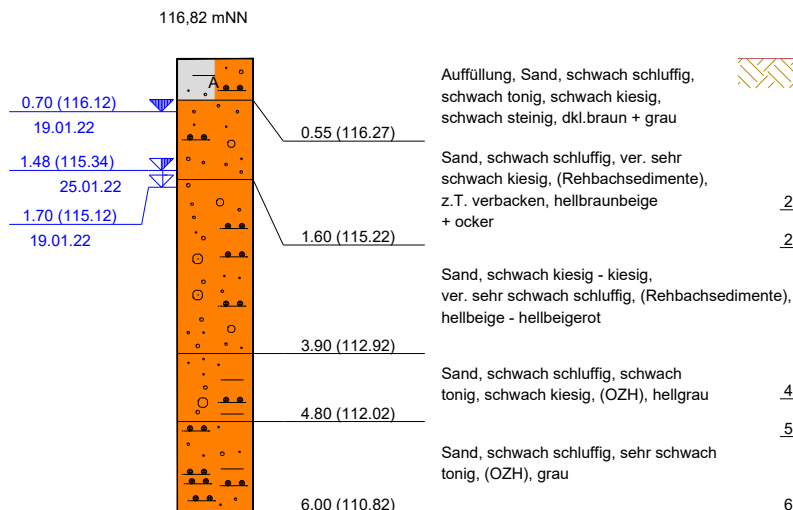 116,82 mNN
A
0.70 (116.12)
19.01.22
1.48 (115.34)
25.01.22
1.70 (115.12)
19.01.22
0.55 (116.27)
1.60 (115.22)
3.90 (112.92)
4.80 (112.02)
6.00 (110.82)
Auffüllung, Sand, schwach schluffig,
schwach tonig, schwach kiesig,
schwach steinig, dkl.braun + grau
Sand, schwach schluffig, ver. sehr
schwach kiesig, (Rehbachsedimente),
z.T. verbacken, hellbraunbeige
+ ocker
Sand, schwach kiesig - kiesig,
ver. sehr schwach schluffig, (Rehbachsedimente),
hellbeige - hellbeigerot
Sand, schwach schluffig, schwach
tonig, schwach kiesig, (OZH), hellgrau
Sand, schwach schluffig, sehr schwach
tonig, (OZH), grau
2
2
4
5
6